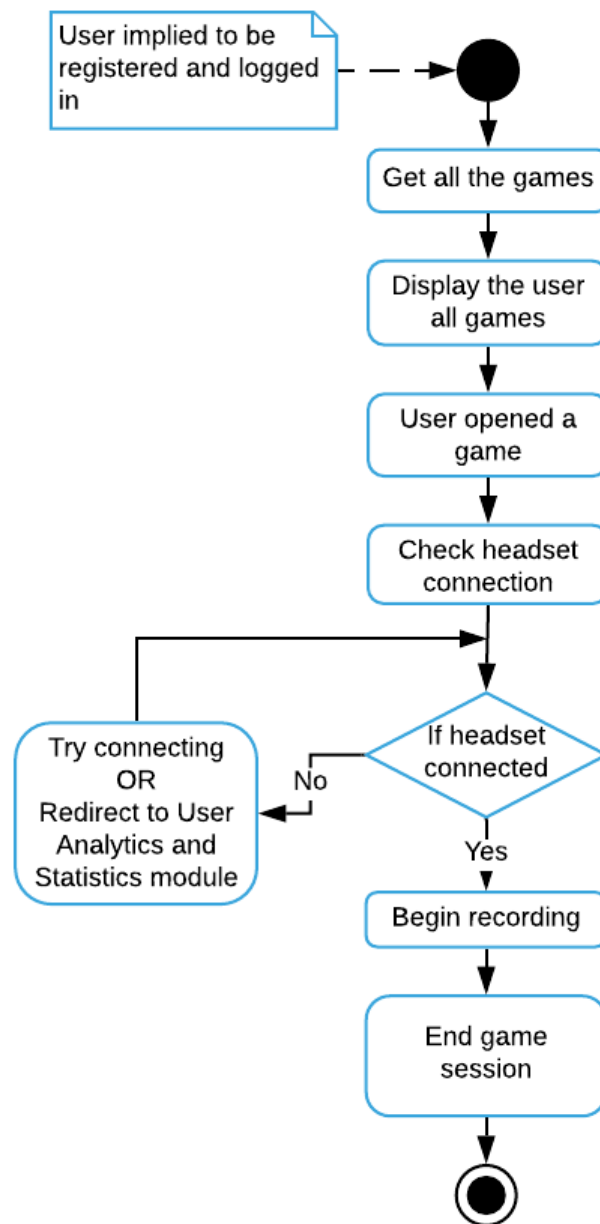 User implied to be
registered and logged
in
Get all the games
Display the user
all games
User opened a
game
Check headset
connection
If headset
connected
No
Try connecting
OR
Redirect to User
Analytics and
Statistics module
Yes
Begin recording
End game
session